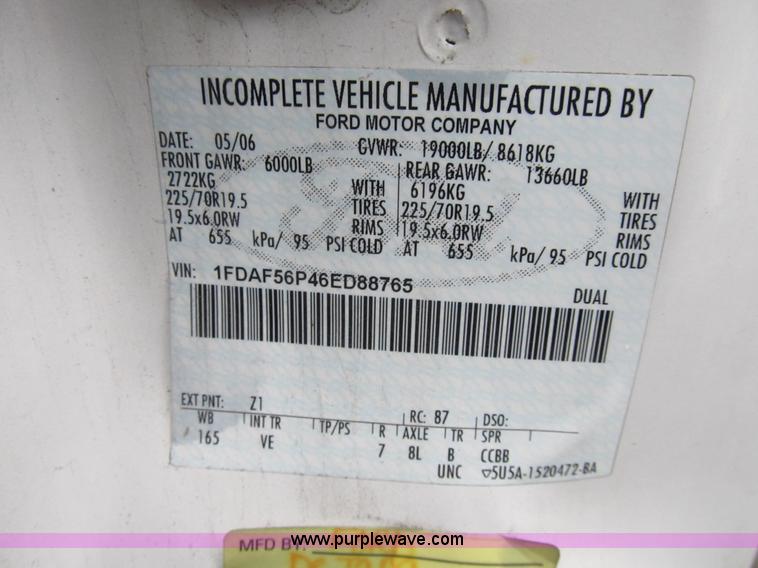 INCOMPLETE VEHICLE MANUFACTURED BY
FORD MOTOR COMPANY
DATE: 05/06 GVWR: 19000LB/ 8618KG
FRONT GAWR: 6000LB REAR GAWR: 13660LB
2722KG WITH 6196KG WITH
225/70R19.5 TIRES 225/70R19.5 TIRES
19.5x6.0RW RIMS 19.5x6.0RW RIMS
AT 655 kPa/ 95 PSI COLD AT 655 kPa/ 95 PSI COLD
VIN: 1FDAF56P46ED88765
DUAL
EXT PNT: Z1 RC: 87 DSO:
WB INT TR TP/PS R AXLE TR SPR
165 VE 7 8L B CCBB
UNC ▽5U5A-1520472-BA
MFD BY:
www.purplewave.com